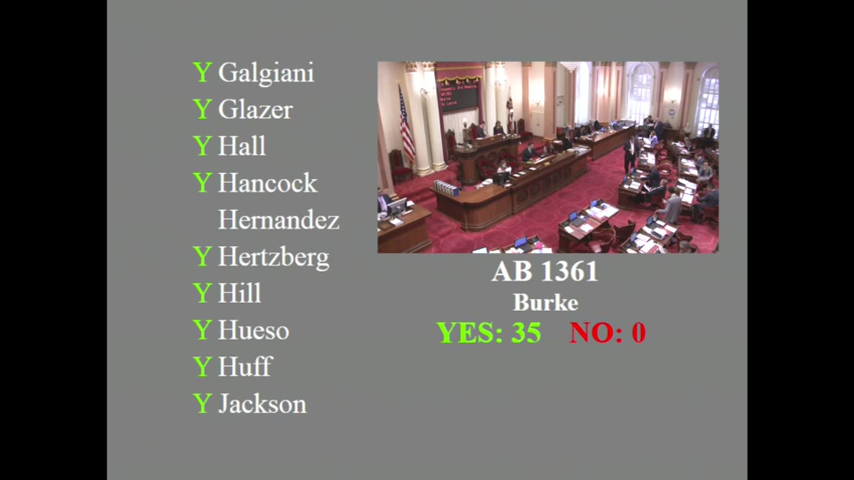 Y Galgiani
Y Glazer
Y Hall
Y Hancock
Hernandez
Y Hertzberg
Y Hill
Y Hueso
Y Huff
Y Jackson
AB 1361
Burke
YES: 35 NO: 0